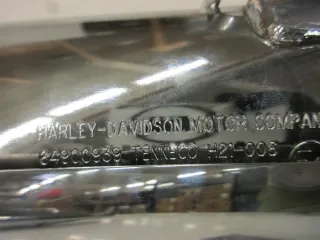 HARLEY-DAVIDSON MOTOR COMPAN
64900939 TENNECO H21-006